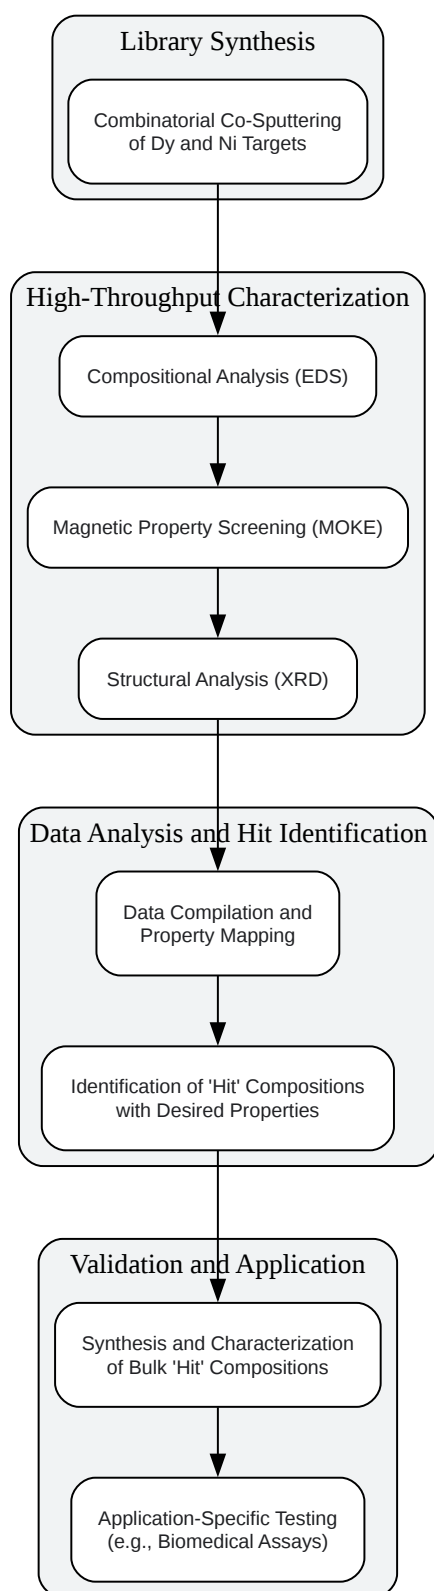 Library Synthesis
Combinatorial Co-Sputtering
of Dy and Ni Targets
High-Throughput Characterization
Compositional Analysis (EDS)
Magnetic Property Screening (MOKE)
Structural Analysis (XRD)
Data Analysis and Hit Identification
Data Compilation and
Property Mapping
Identification of 'Hit' Compositions
with Desired Properties
Validation and Application
Synthesis and Characterization
of Bulk 'Hit' Compositions
Application-Specific Testing
(e.g., Biomedical Assays)